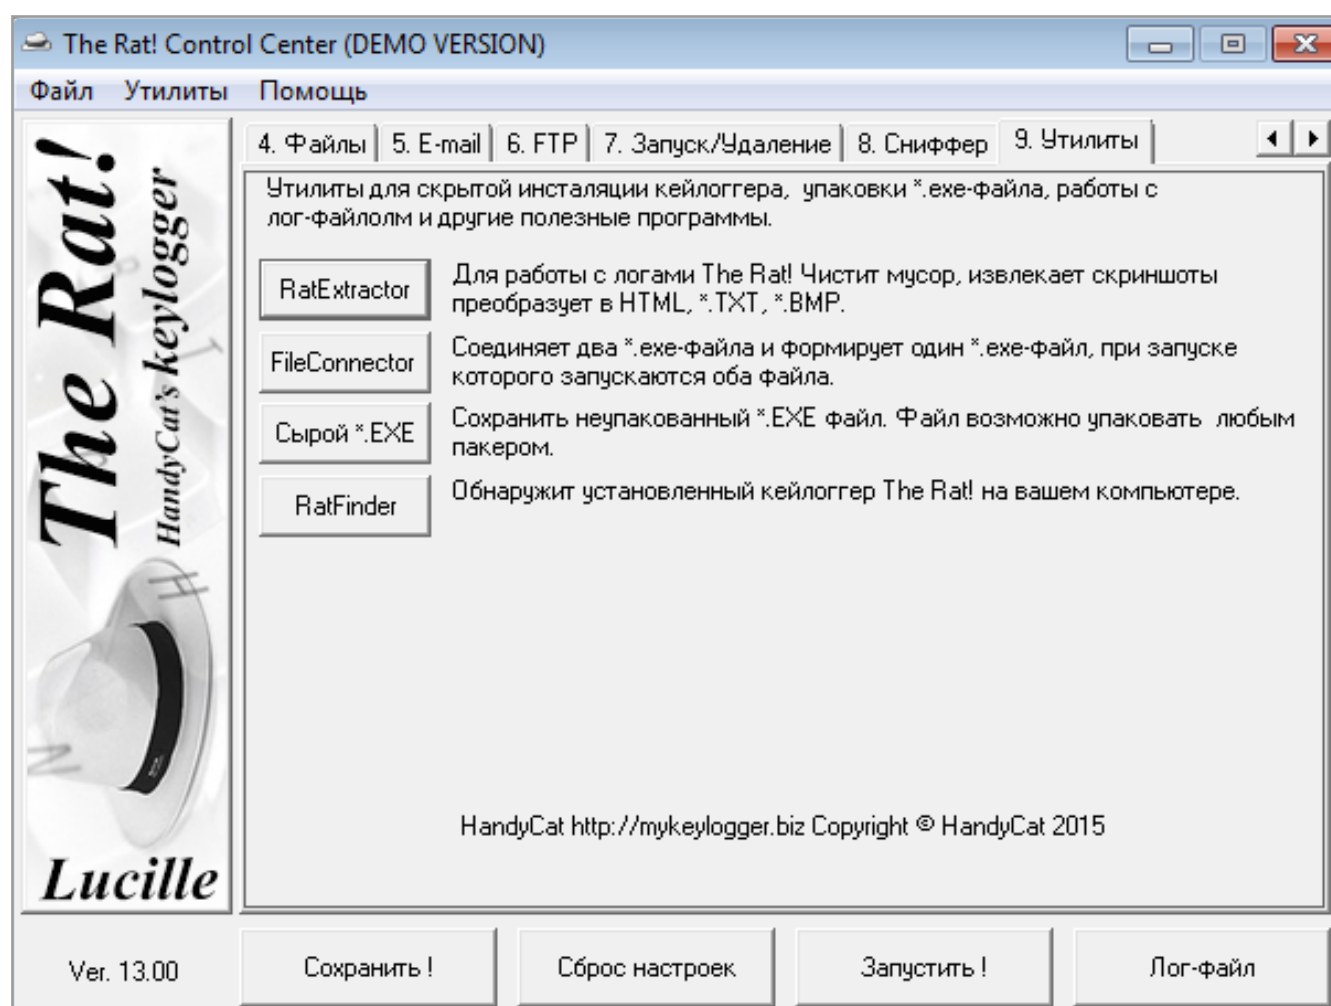 The Rat! Control Center (DEMO VERSION)
Файл Утилиты Помощь
4. Файлы 5. E-mail 6. FTP 7. Запуск/Удаление 8. Сниффер 9. Утилиты
The Rat!
HandyCat's keylogger
Утилиты для скрытой инсталяции кейлоггера, упаковки *.exe-файла, работы с
лог-файлолм и другие полезные программы.
RatExtractor
Для работы с логами The Rat! Чистит мусор, извлекает скриншоты
преобразует в HTML, *.TXT, *.BMP.
FileConnector
Соединяет два *.exe-файла и формирует один *.exe-файл, при запуске
которого запускаются оба файла.
Сырой *.EXE
Сохранить неупакованный *.EXE файл. Файл возможно упаковать любым
пакером.
RatFinder
Обнаружит установленный кейлоггер The Rat! на вашем компьютере.
H
N
HandyCat http://mykeylogger.biz Copyright © HandyCat 2015
Lucille
Ver. 13.00
Сохранить !
Сброс настроек
Запустить !
Лог-файл